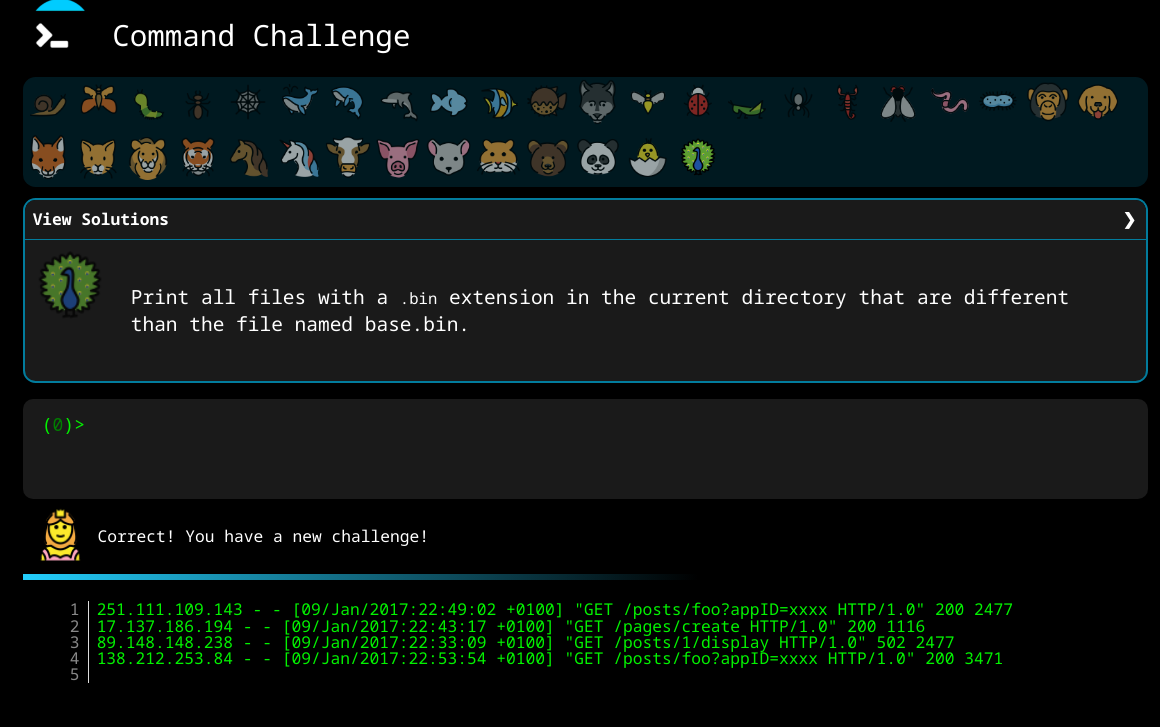 Command Challenge
View Solutions
Print all files with a .bin extension in the current directory that are different
than the file named base.bin.
(0)>
Correct! You have a new challenge!
1 251.111.109.143 - - [09/Jan/2017:22:49:02 +0100] "GET /posts/foo?appID=xxxx HTTP/1.0" 200 2477
2 17.137.186.194 - - [09/Jan/2017:22:43:17 +0100] "GET /pages/create HTTP/1.0" 200 1116
3 89.148.148.238 - - [09/Jan/2017:22:33:09 +0100] "GET /posts/1/display HTTP/1.0" 502 2477
4 138.212.253.84 - - [09/Jan/2017:22:53:54 +0100] "GET /posts/foo?appID=xxxx HTTP/1.0" 200 3471
5